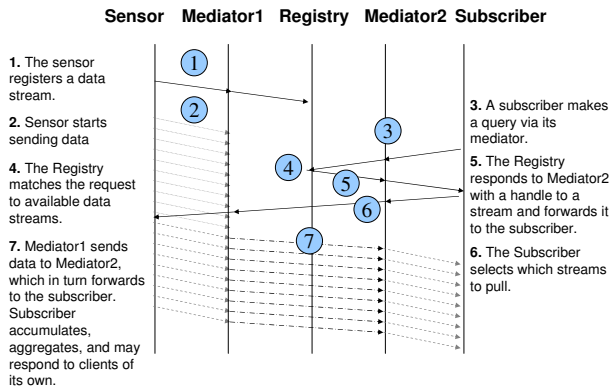 Sensor Mediator1 Registry Mediator2 Subscriber
1. The sensor
registers a data
stream.
2. Sensor starts
sending data
4. The Registry
matches the request
to available data
streams.
7. Mediator1 sends
data to Mediator2,
which in turn forwards
to the subscriber.
Subscriber
accumulates,
aggregates, and may
respond to clients of
its own.
1
2
3
4
5
6
7
3. A subscriber makes
a query via its
mediator.
5. The Registry
responds to Mediator2
with a handle to a
stream and forwards it
to the subscriber.
6. The Subscriber
selects which streams
to pull.